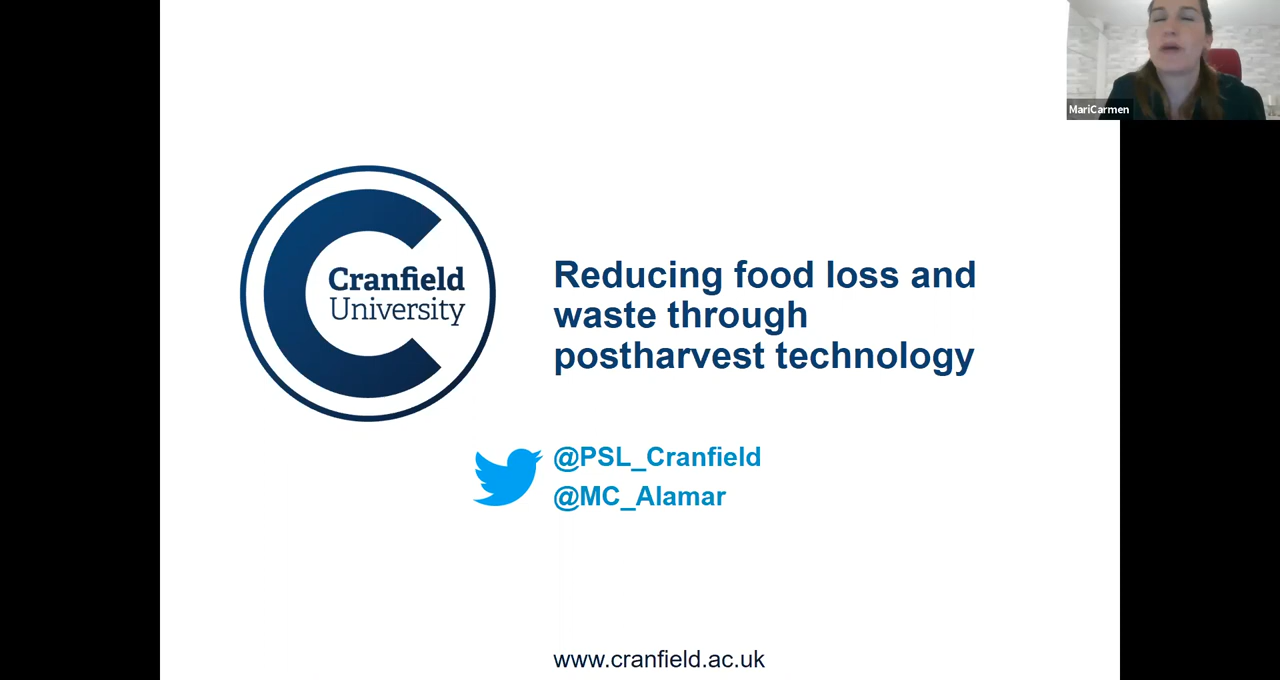 MariCarmen
Cranfield
University
Reducing food loss and
waste through
postharvest technology
@PSL_Cranfield
@MC_Alamar
www.cranfield.ac.uk